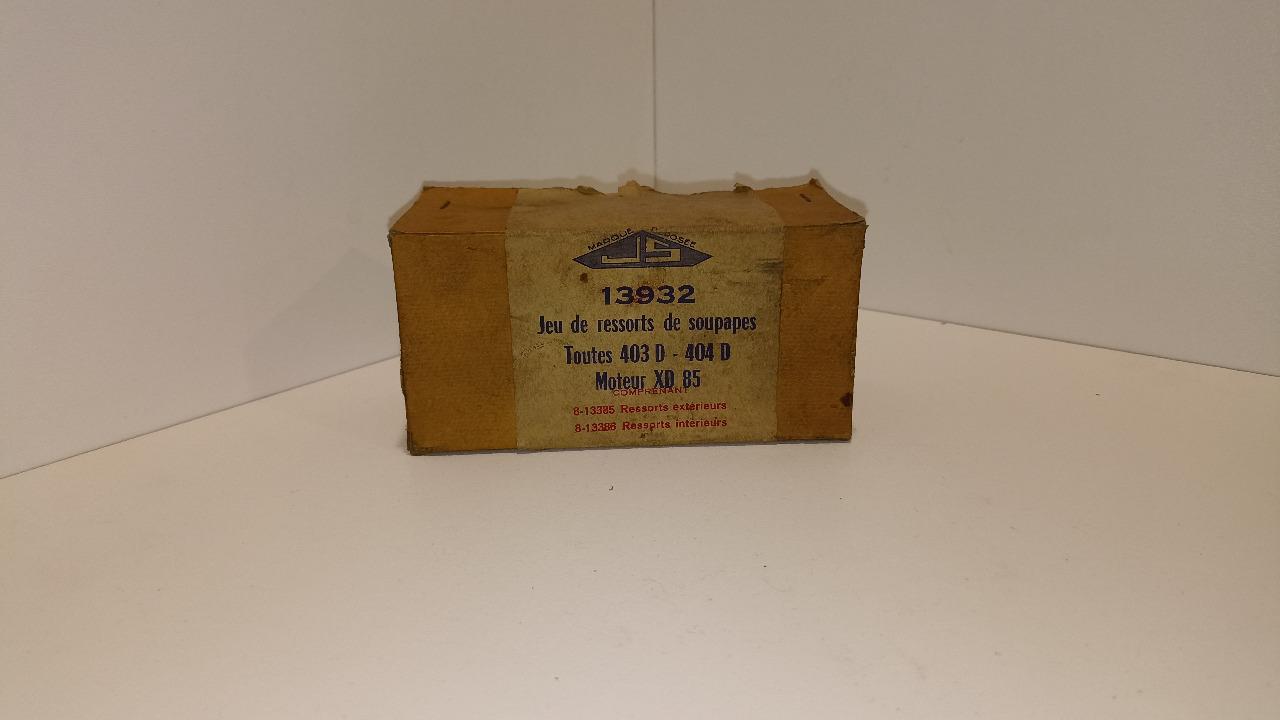 MARQUE DÉPOSÉE
JS
13932
Jeu de ressorts de soupapes
Toutes 403 D - 404 D
Moteur XD 85
COMPRENANT
8-13385 Ressorts extérieurs
8-13386 Ressorts intérieurs